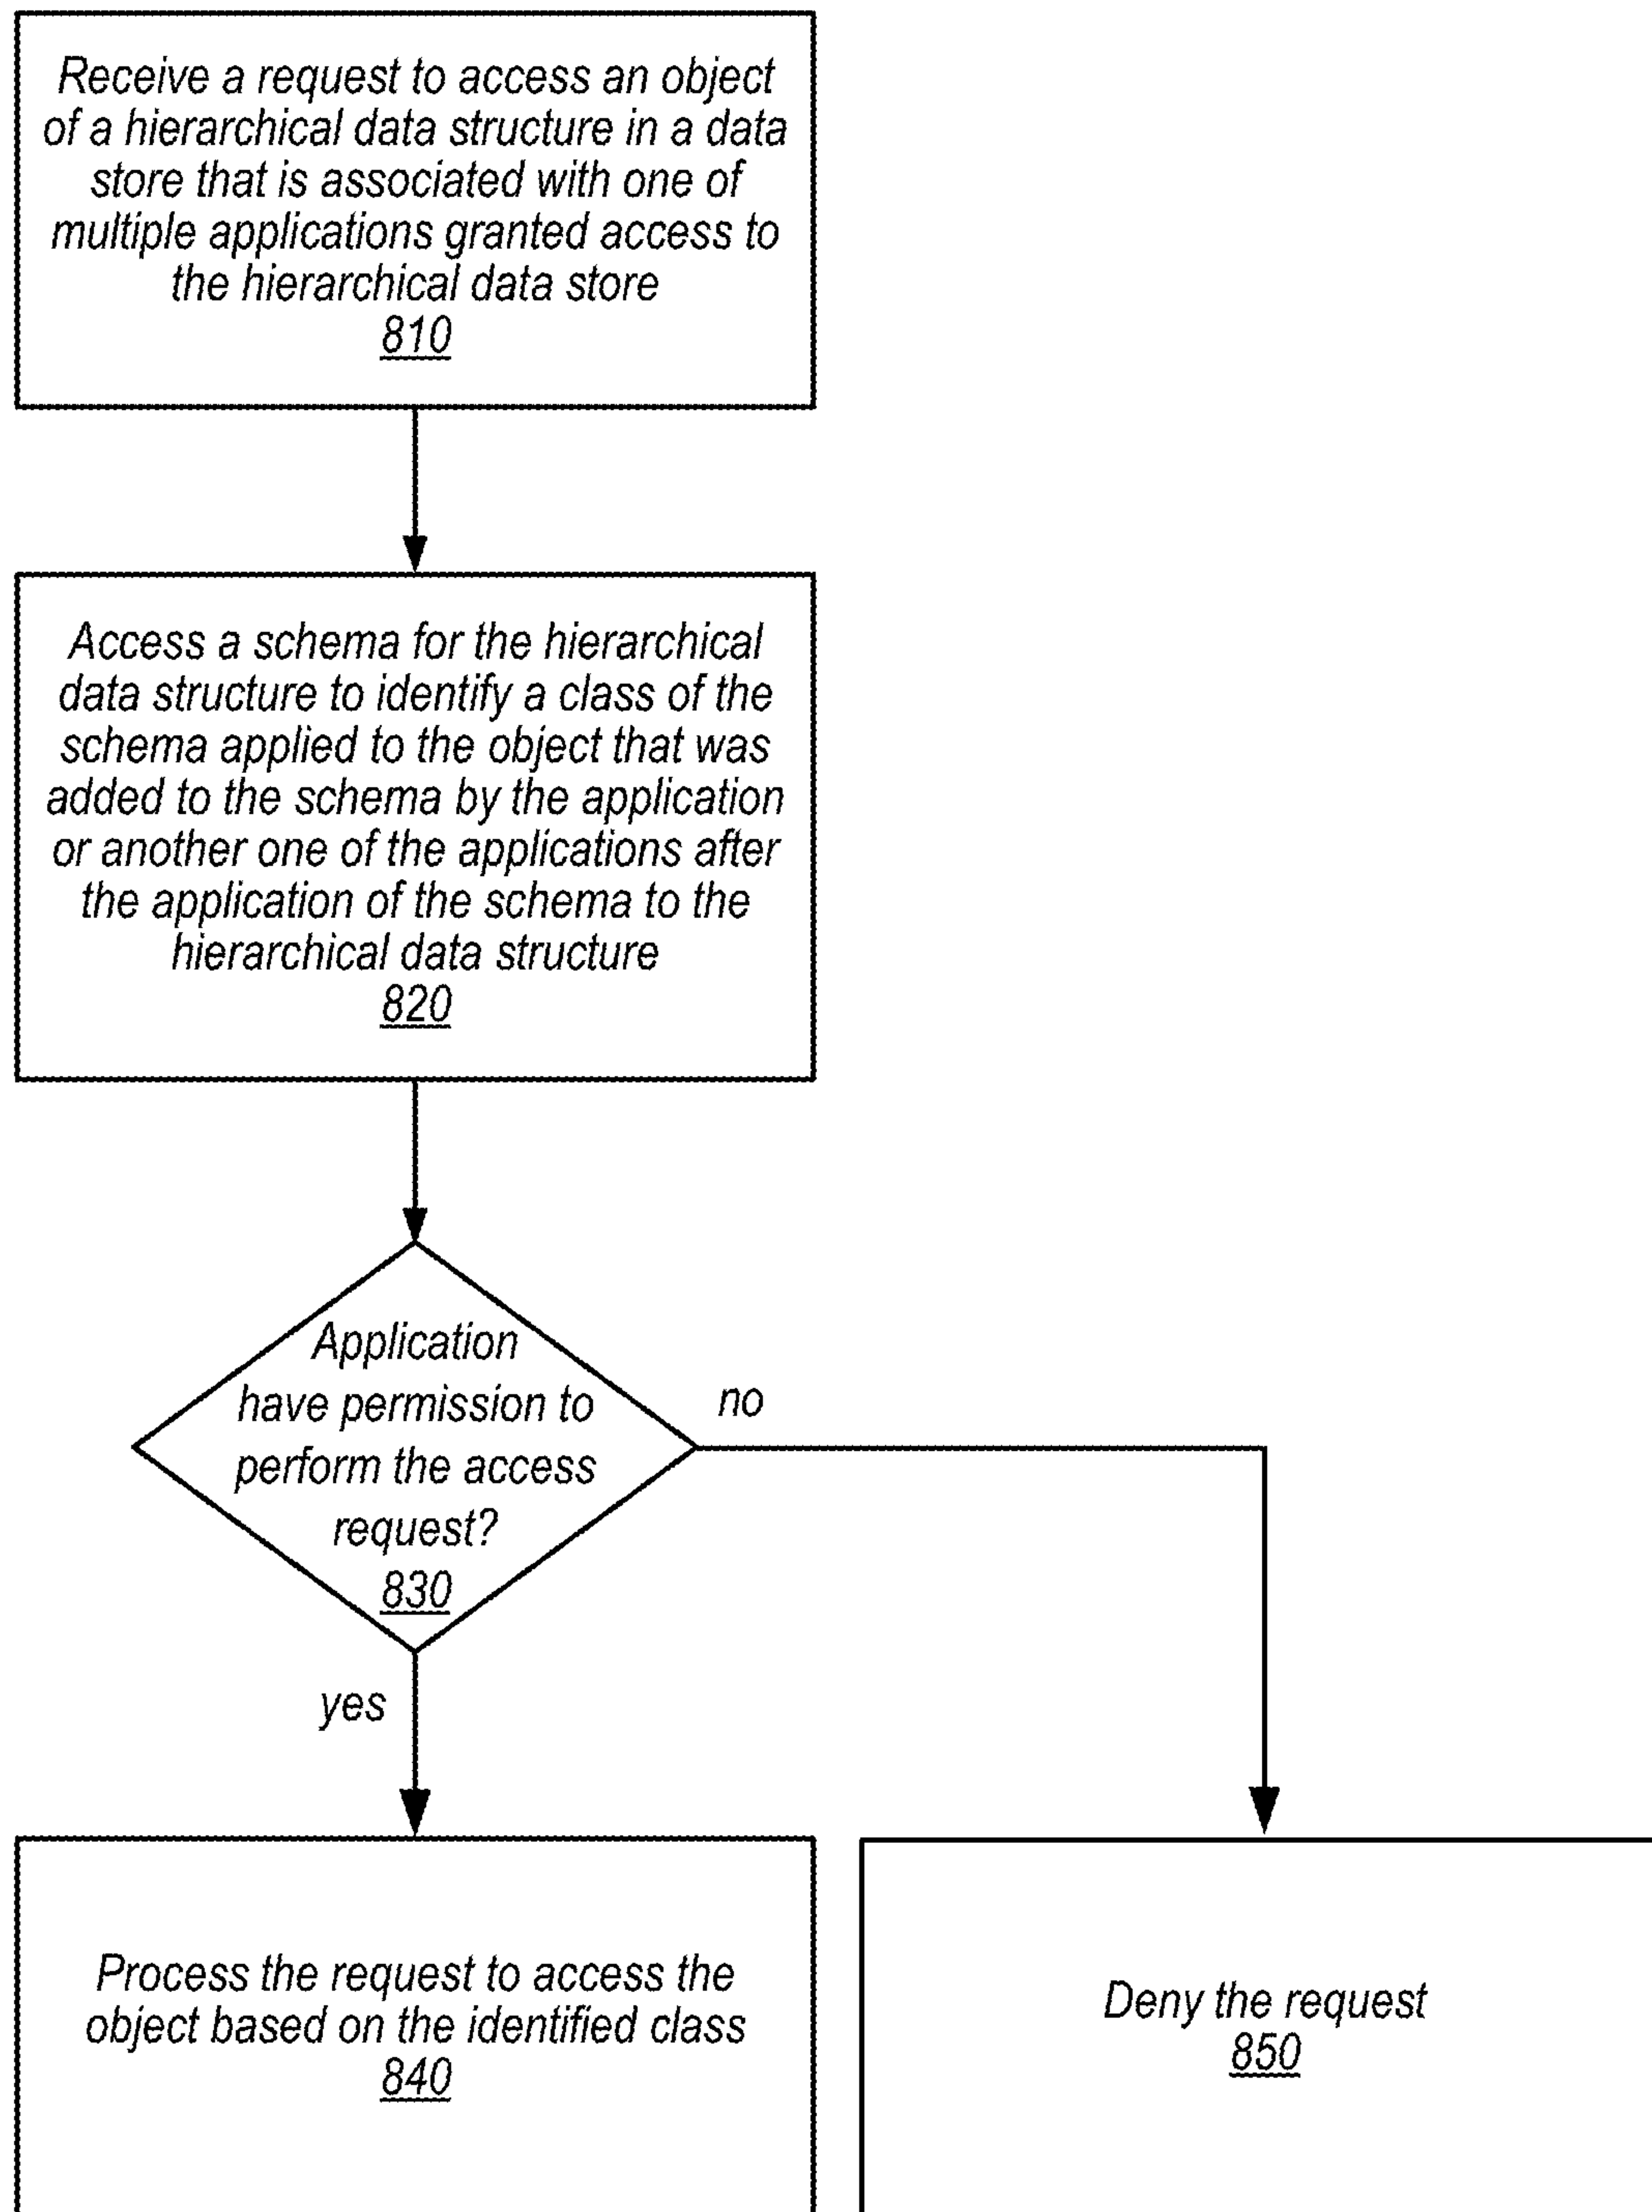 Receive a request to access an object
of a hierarchical data structure in a data
store that is associated with one of
multiple applications granted access to
the hierarchical data store
810
Access a schema for the hierarchical
data structure to identify a class of the
schema applied to the object that was
added to the schema by the application
or another one of the applications after
the application of the schema to the
hierarchical data structure
820
Application
have permission to
perform the access
request?
830
no
yes
Process the request to access the
object based on the identified class
840
Deny the request
850